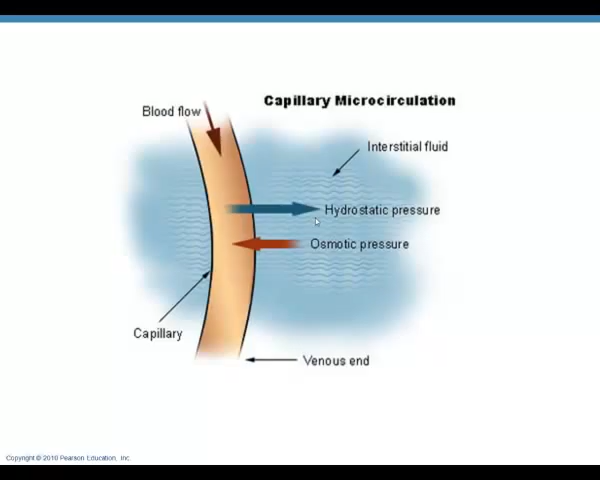 Capillary Microcirculation
Blood flow
Interstitial fluid
Hydrostatic pressure
Osmotic pressure
Capillary
Venous end
Copyright © 2010 Pearson Education, Inc.